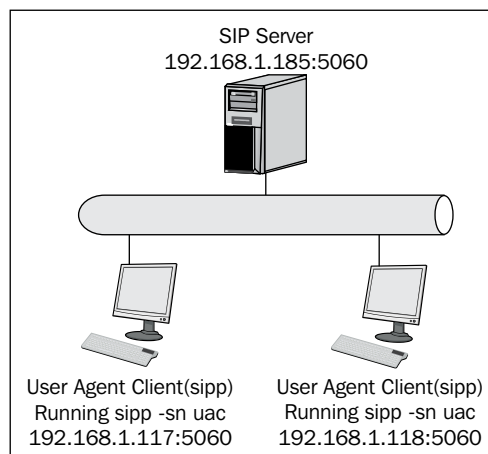 SIP Server
192.168.1.185:5060
User Agent Client(sipp)
Running sipp -sn uac
192.168.1.117:5060
User Agent Client(sipp)
Running sipp -sn uac
192.168.1.118:5060